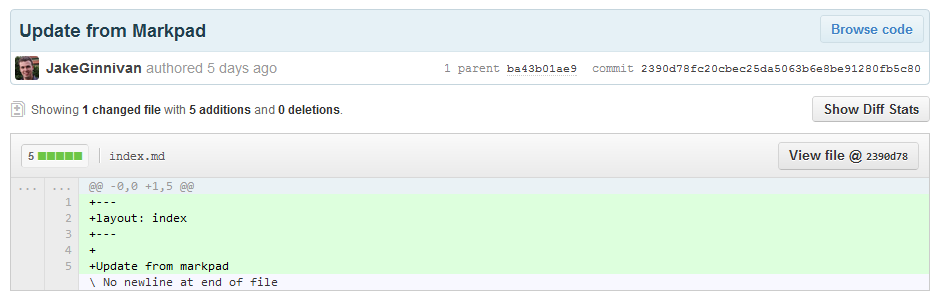 Update from Markpad
Browse code
JakeGinnivan authored 5 days ago
1 parent ba43b01ae9 commit 2390d78fc20cbec25da5063b6e8be91280fb5c80
Showing 1 changed file with 5 additions and 0 deletions.
Show Diff Stats
5 index.md
View file @ 2390d78
... ... @@ -0,0 +1,5 @@
1 +---
2 +layout: index
3 +---
4 +
5 +Update from markpad
\ No newline at end of file